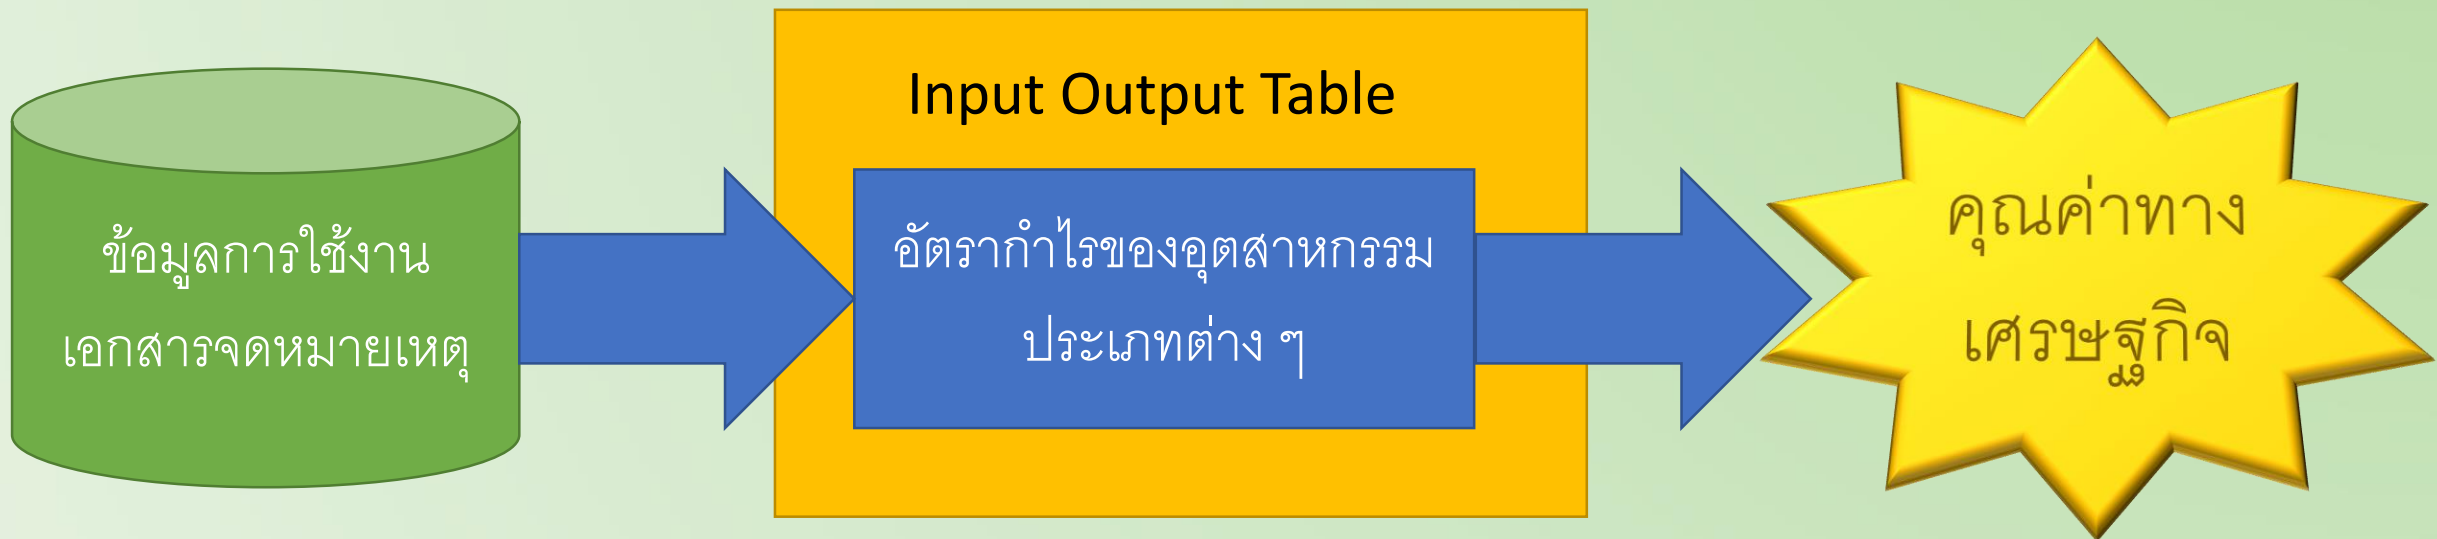 ข้อมูลการใช้งาน
เอกสารจดหมายเหตุ
Input Output Table
อัตรากำไรของอุตสาหกรรม
ประเภทต่าง ๆ
คุณค่าทาง
เศรษฐกิจ